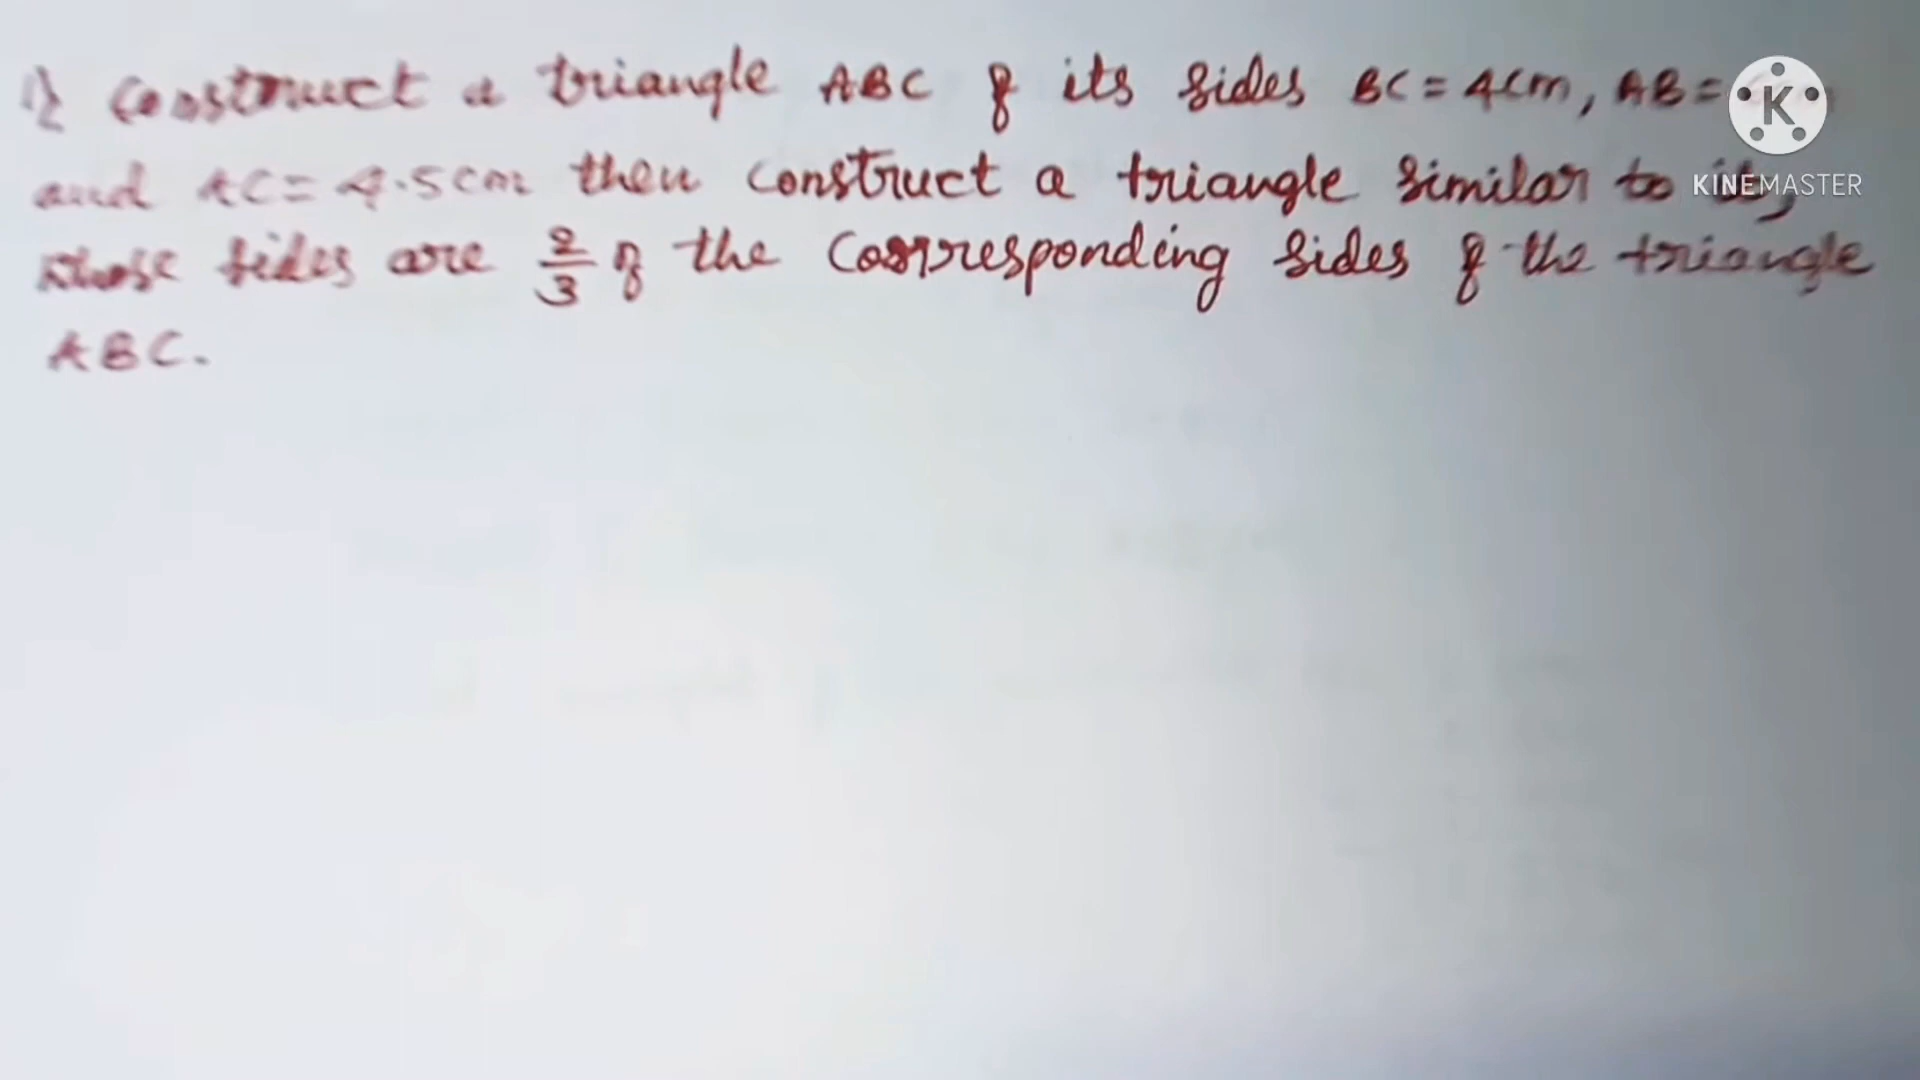 1) Construct a triangle ABC of its sides BC = 4cm, AB =
and AC = 4.5cm then construct a triangle similar to it,
whose sides are 2/3 of the corresponding sides of the triangle
ABC.
K
KINEMASTER